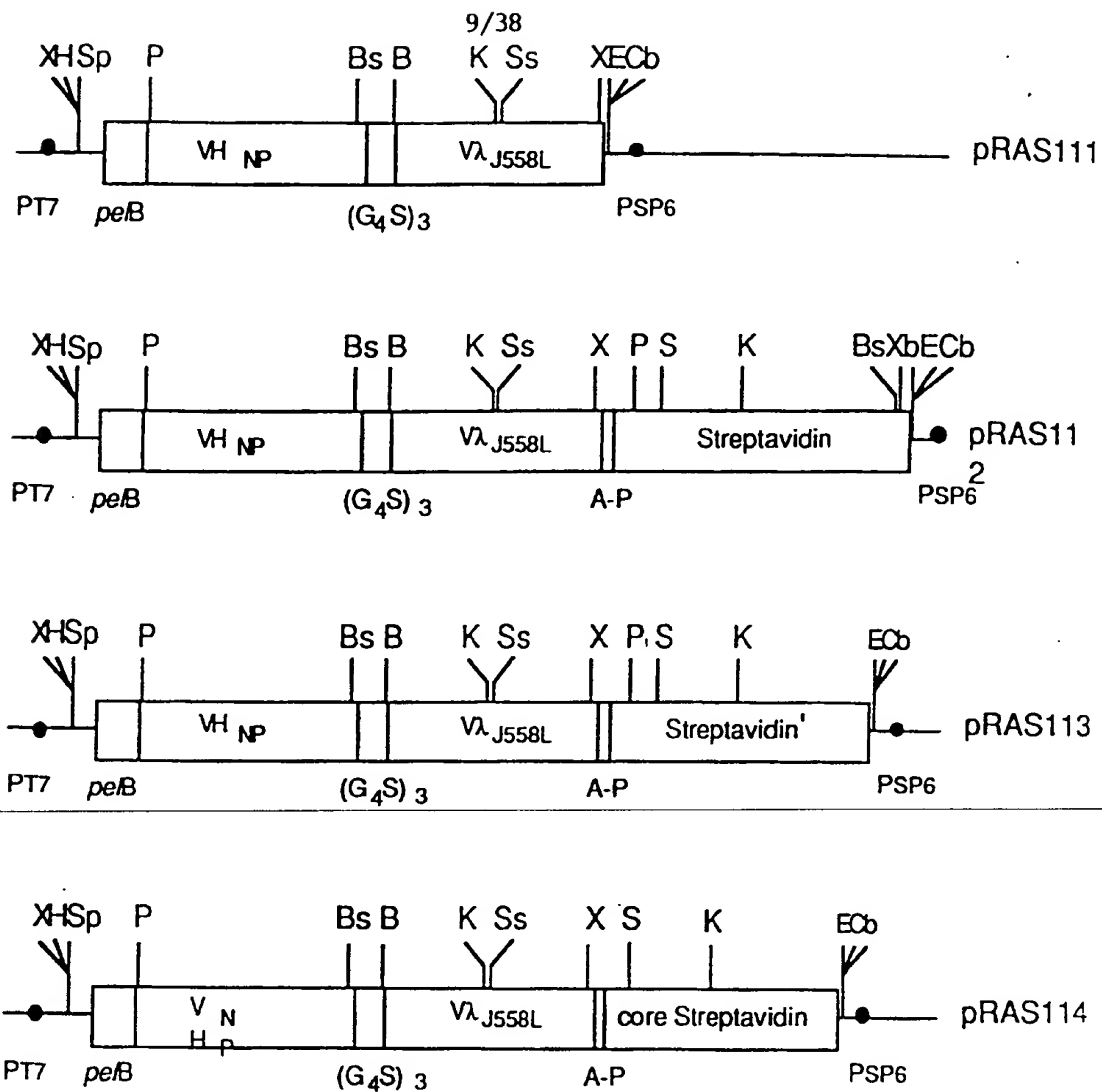 9/38
XHSp P Bs B K Ss XECb
VH NP Vλ J558L pRAS111
PT7 pelB (G4S)3 PSP6
XHSp P Bs B K Ss X P S K BsXbECb
VH NP Vλ J558L Streptavidin pRAS11
2
PT7 pelB (G4S)3 A-P PSP6
XHSp P Bs B K Ss X P S K ECb
VH NP Vλ J558L Streptavidin' pRAS113
PT7 pelB (G4S)3 A-P PSP6
XHSp P Bs B K Ss X S K ECb
V N
H P Vλ J558L core Streptavidin pRAS114
PT7 pelB (G4S)3 A-P PSP6